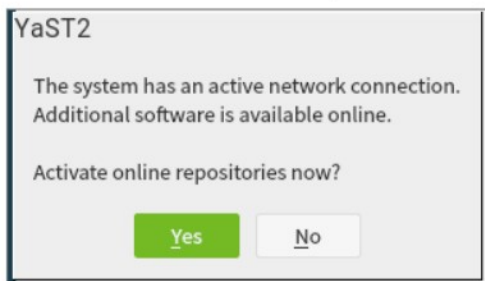 YaST2
The system has an active network connection.
Additional software is available online.
Activate online repositories now?
Yes
No